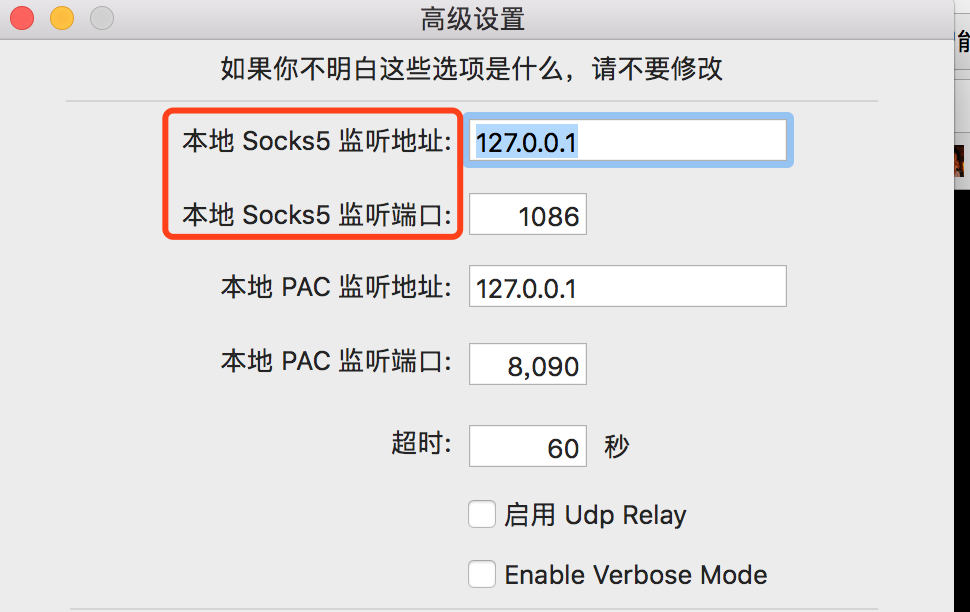 高级设置
如果你不明白这些选项是什么，请不要修改
本地 Socks5 监听地址: 127.0.0.1
本地 Socks5 监听端口: 1086
本地 PAC 监听地址: 127.0.0.1
本地 PAC 监听端口: 8,090
超时: 60 秒
启用 Udp Relay
Enable Verbose Mode